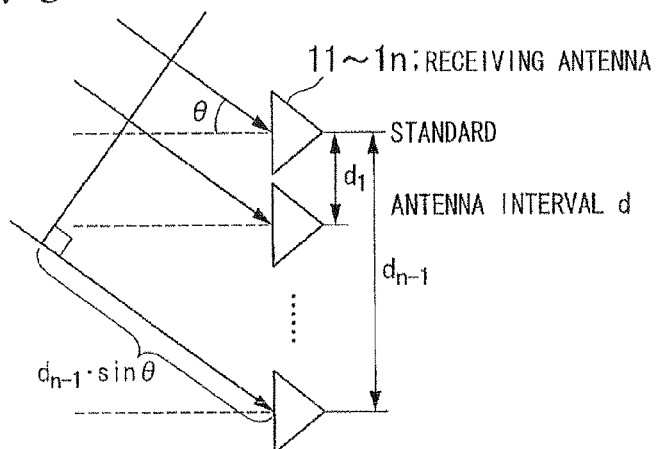 11~1n;RECEIVING ANTENNA
θ
STANDARD
d1
ANTENNA INTERVAL d
dn-1
dn-1·sinθ